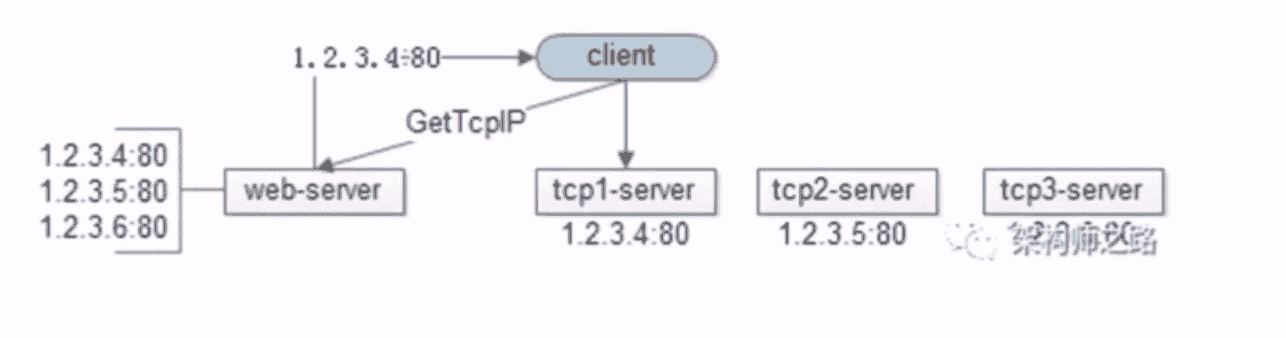 1.2.3.4:80
client
GetTcpIP
1.2.3.4:80
1.2.3.5:80
1.2.3.6:80
web-server
tcp1-server
tcp2-server
tcp3-server
1.2.3.4:80
1.2.3.5:80
架构师之路